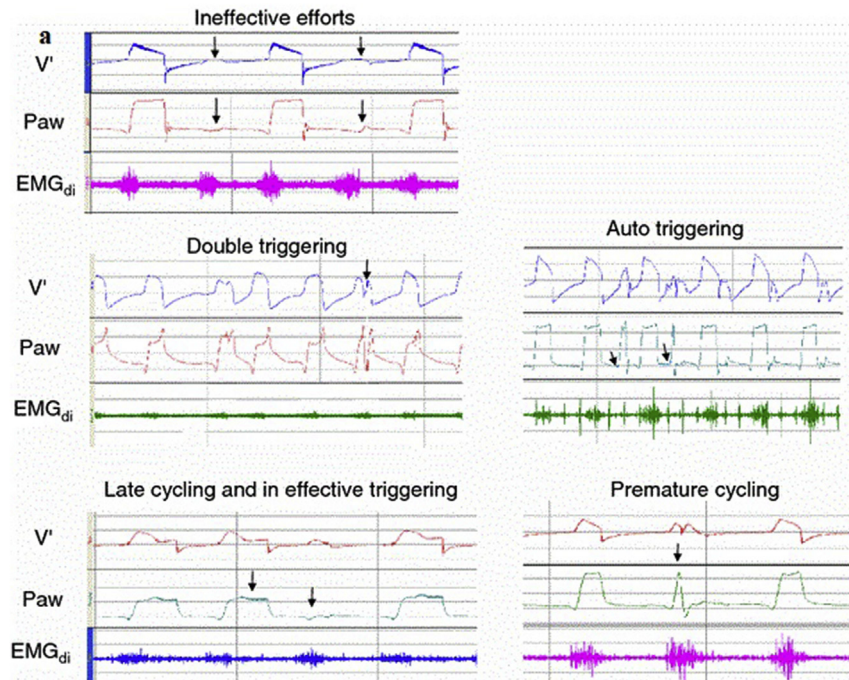 Ineffective efforts
a
V'
Paw
EMGdi
Double triggering
Auto triggering
V'
Paw
EMGdi
Late cycling and in effective triggering
Premature cycling
V'
Paw
EMGdi